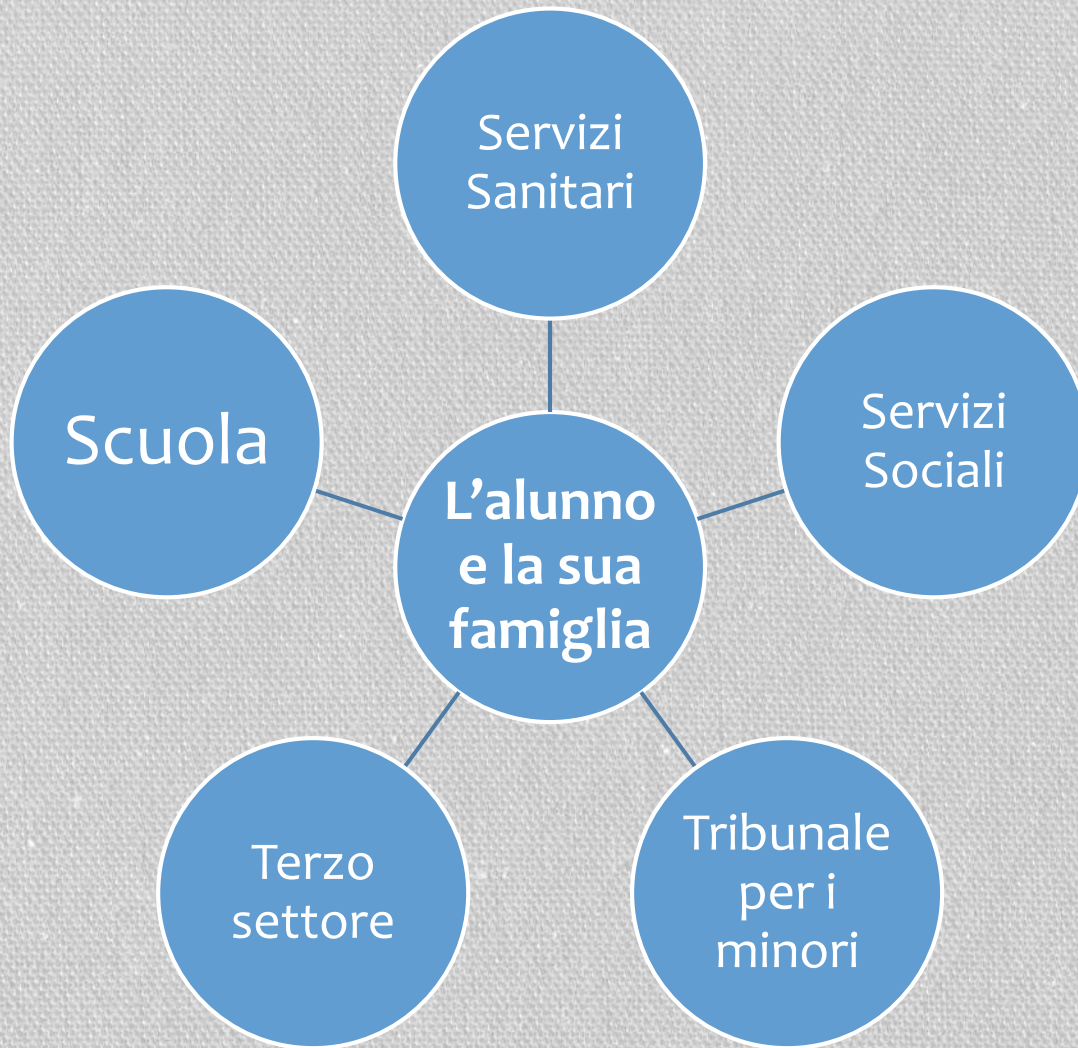 Servizi
Sanitari
Scuola
Servizi
Sociali
L’alunno
e la sua
famiglia
Terzo
settore
Tribunale
per i
minori